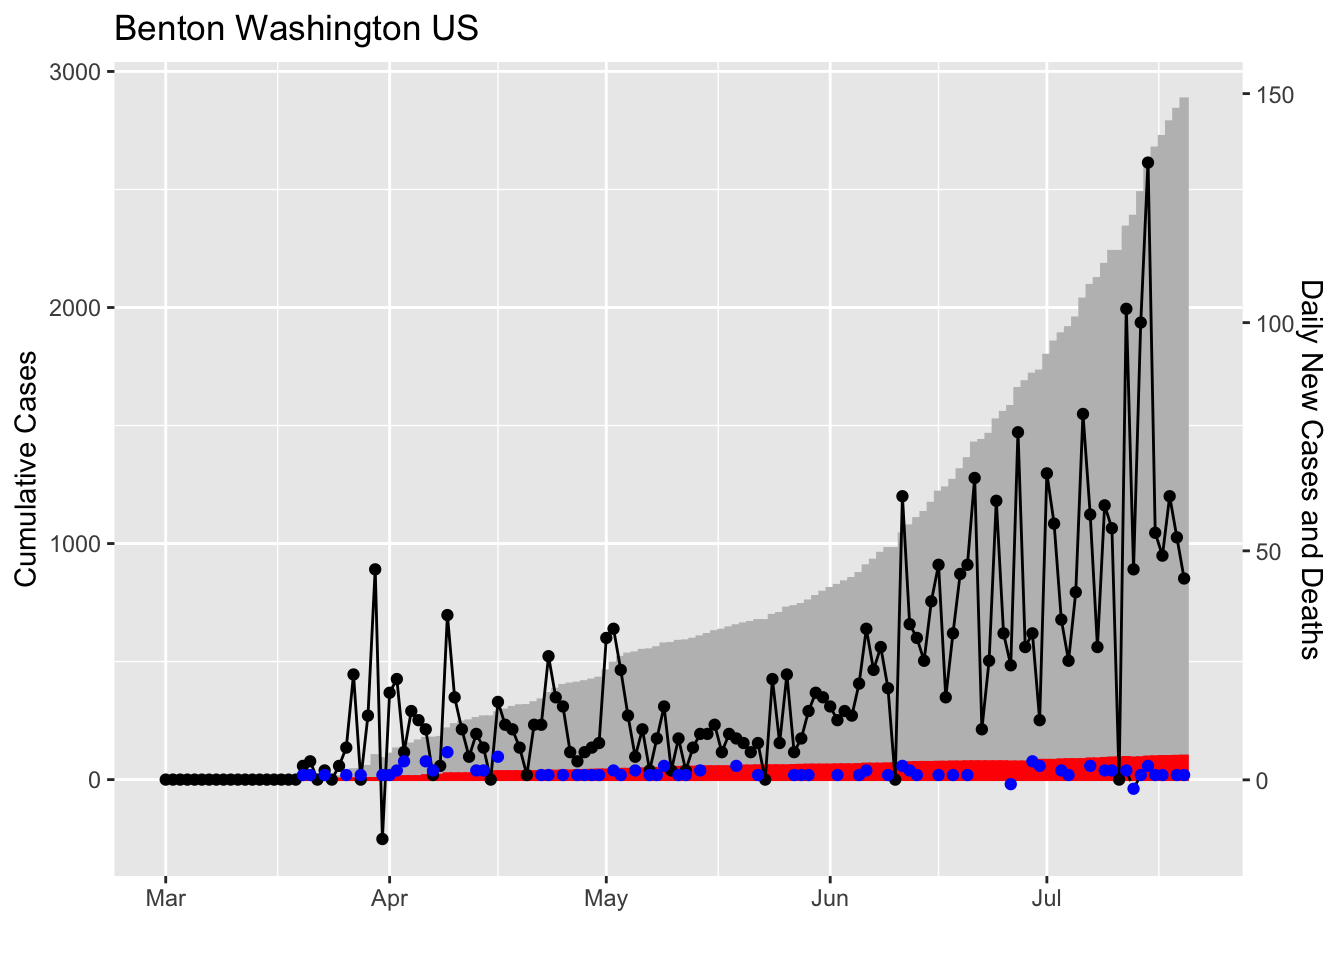 Benton Washington US
3000
2000
1000
0
Cumulative Cases
150
100
50
0
Daily New Cases and Deaths
Mar
Apr
May
Jun
Jul